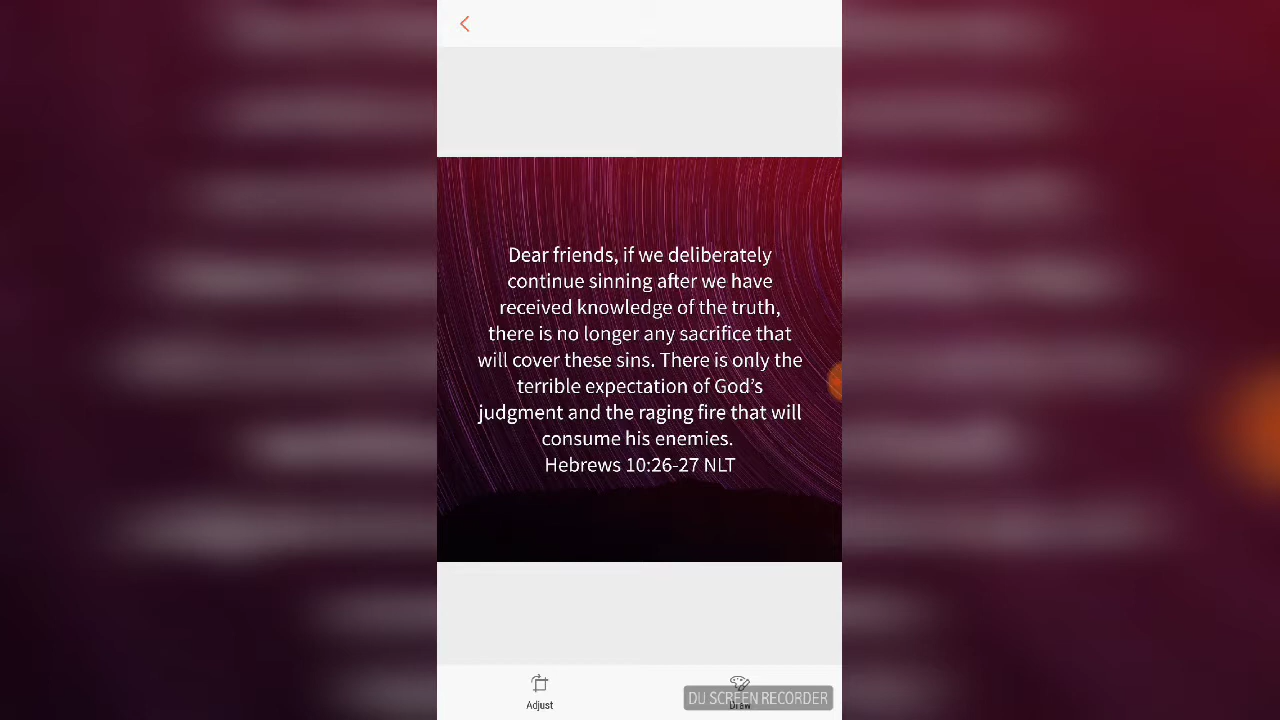 Dear friends, if we deliberately
continue sinning after we have
received knowledge of the truth,
there is no longer any sacrifice that
will cover these sins. There is only the
terrible expectation of God's
judgment and the raging fire that will
consume his enemies.
Hebrews 10:26-27 NLT
Adjust
Draw
DU SCREEN RECORDER